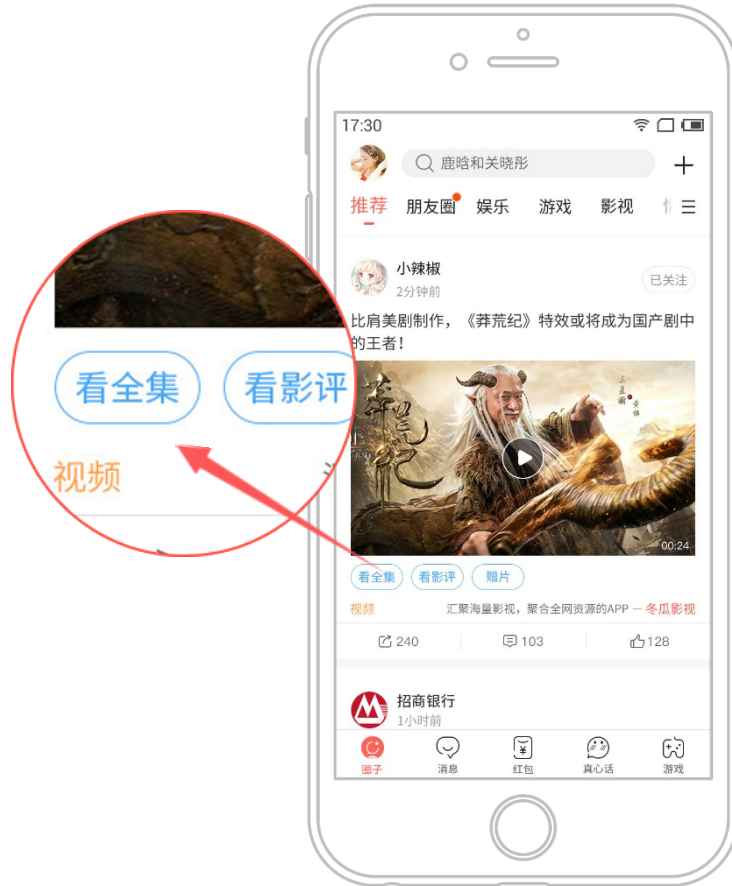 17:30
鹿晗和关晓彤
推荐 朋友圈 娱乐 游戏 影视
小辣椒
2分钟前
已关注
比肩美剧制作，《莽荒纪》特效或将成为国产剧中
的王者！
莽荒纪
00:24
看全集 看影评 赠片
视频 汇聚海量影视，聚合全网资源的APP — 冬瓜影视
240 103 128
招商银行
1小时前
圈子 消息 红包 真心话 游戏
看全集 看影评
视频